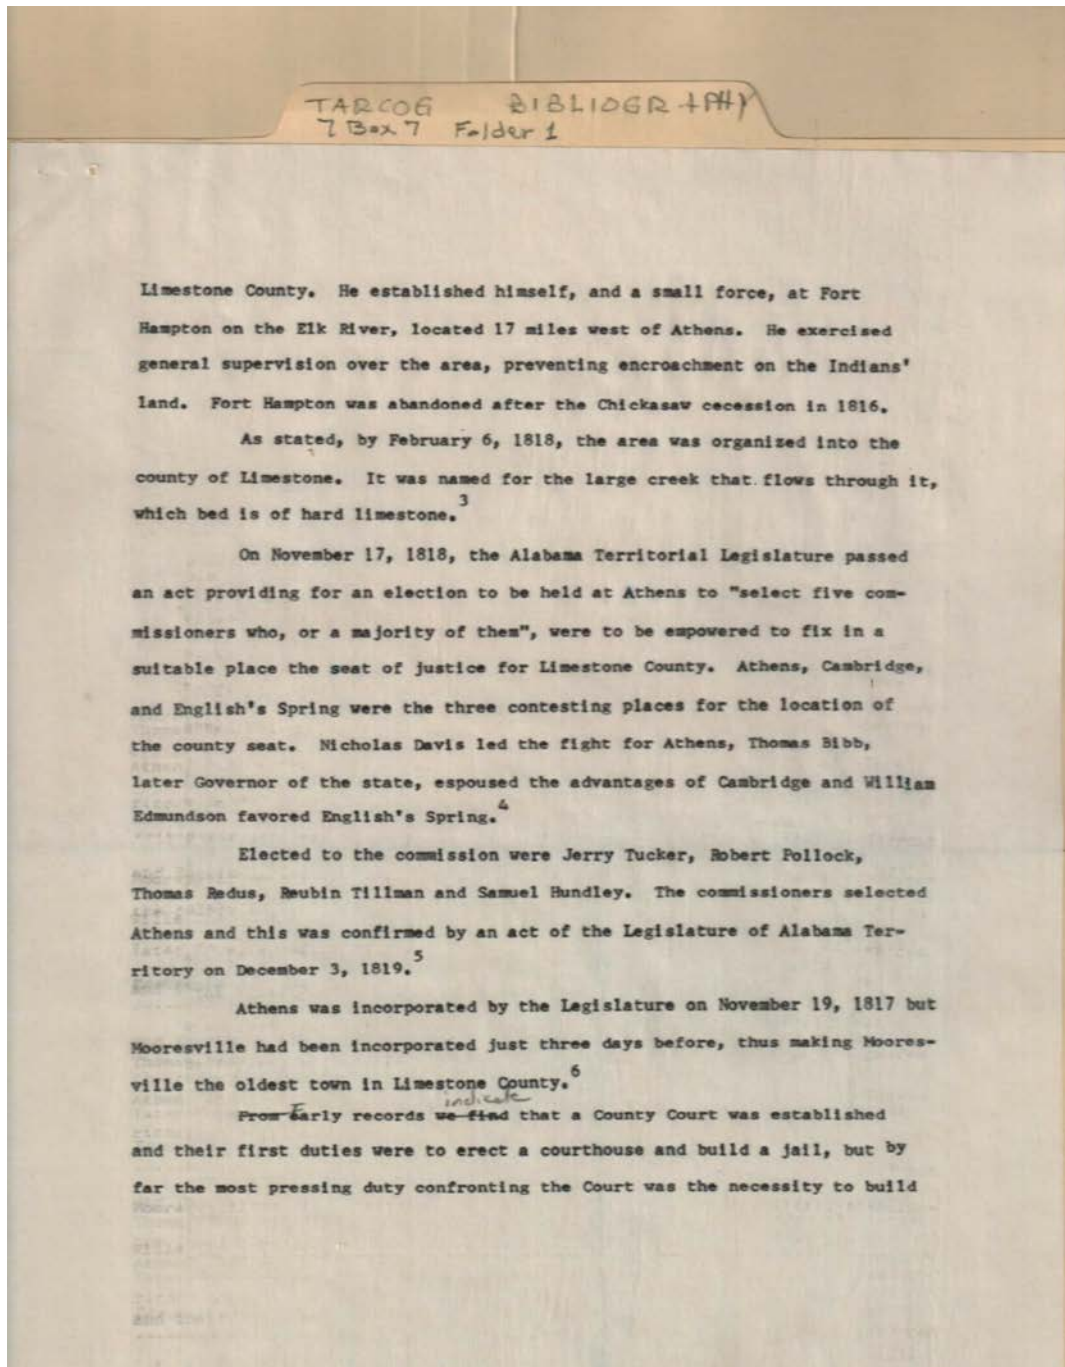 TARCOG BIBLIOGRAPHY
7 Box 7 Folder 1
Limestone County. He established himself, and a small force, at Fort
Hampton on the Elk River, located 17 miles west of Athens. He exercised
general supervision over the area, preventing encroachment on the Indians'
land. Fort Hampton was abandoned after the Chickasaw cecession in 1816.
As stated, by February 6, 1818, the area was organized into the
county of Limestone. It was named for the large creek that flows through it,
which bed is of hard limestone.3
On November 17, 1818, the Alabama Territorial Legislature passed
an act providing for an election to be held at Athens to "select five com-
missioners who, or a majority of them", were to be empowered to fix in a
suitable place the seat of justice for Limestone County. Athens, Cambridge,
and English's Spring were the three contesting places for the location of
the county seat. Nicholas Davis led the fight for Athens, Thomas Bibb,
later Governor of the state, espoused the advantages of Cambridge and William
Edmundson favored English's Spring.4
Elected to the commission were Jerry Tucker, Robert Pollock,
Thomas Redus, Reubin Tillman and Samuel Hundley. The commissioners selected
Athens and this was confirmed by an act of the Legislature of Alabama Ter-
ritory on December 3, 1819.5
Athens was incorporated by the Legislature on November 19, 1817 but
Mooresville had been incorporated just three days before, thus making Moores-
ville the oldest town in Limestone County.6
indicate
From Early records we find that a County Court was established
and their first duties were to erect a courthouse and build a jail, but by
far the most pressing duty confronting the Court was the necessity to build